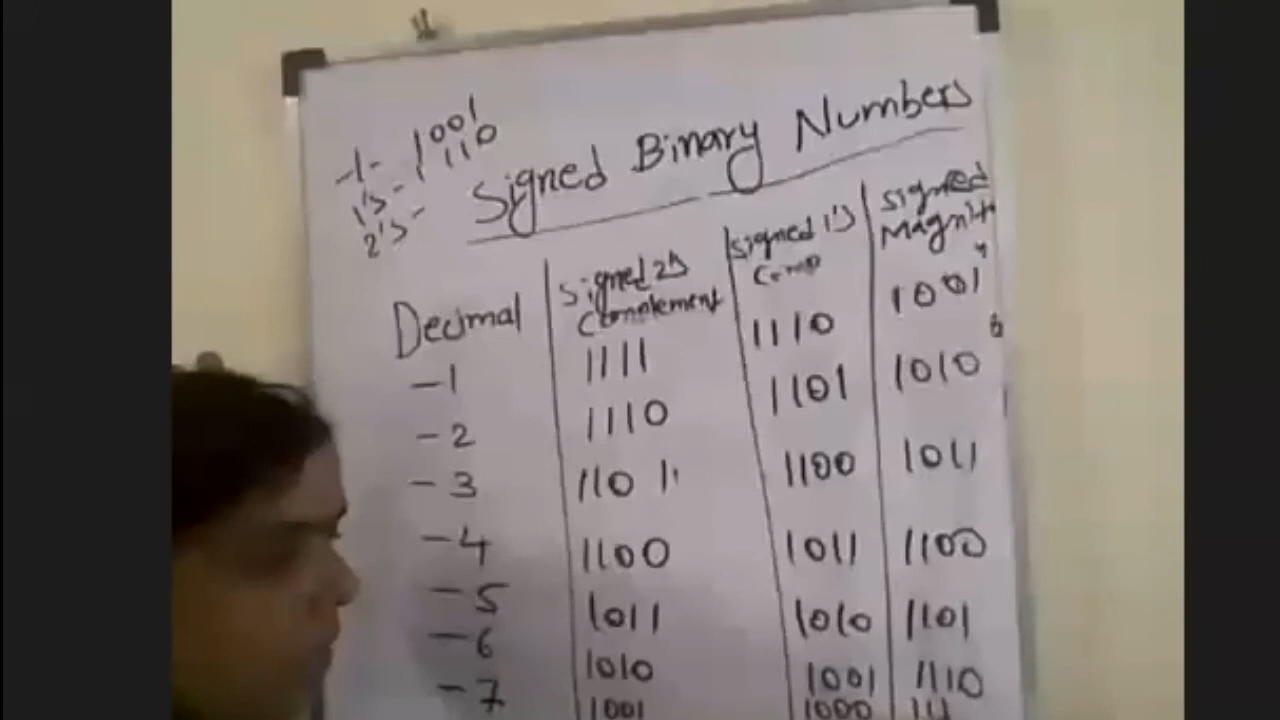 -1- 1001
1's - 1110
2's -
Signed Binary Numbers
Decimal Signed 2's Complement Signed 1's Comp Signed Magnit
-1 1111 1110 1001
-2 1110 1101 1010
-3 1101 1100 1011
-4 1100 1011 1100
-5 1011 1010 1101
-6 1010 1001 1110
-7 1001 1000 111